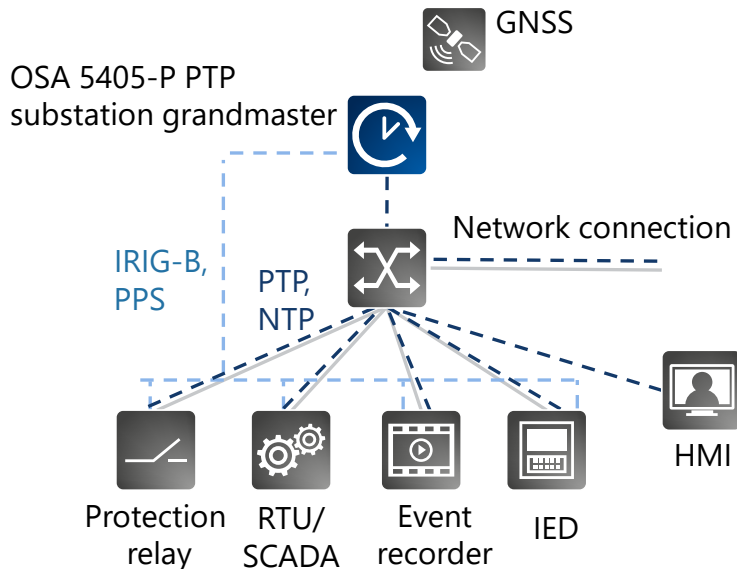 GNSS
OSA 5405-P PTP
substation grandmaster
Network connection
IRIG-B,
PPS
PTP,
NTP
HMI
Protection
relay
RTU/
SCADA
Event
recorder
IED